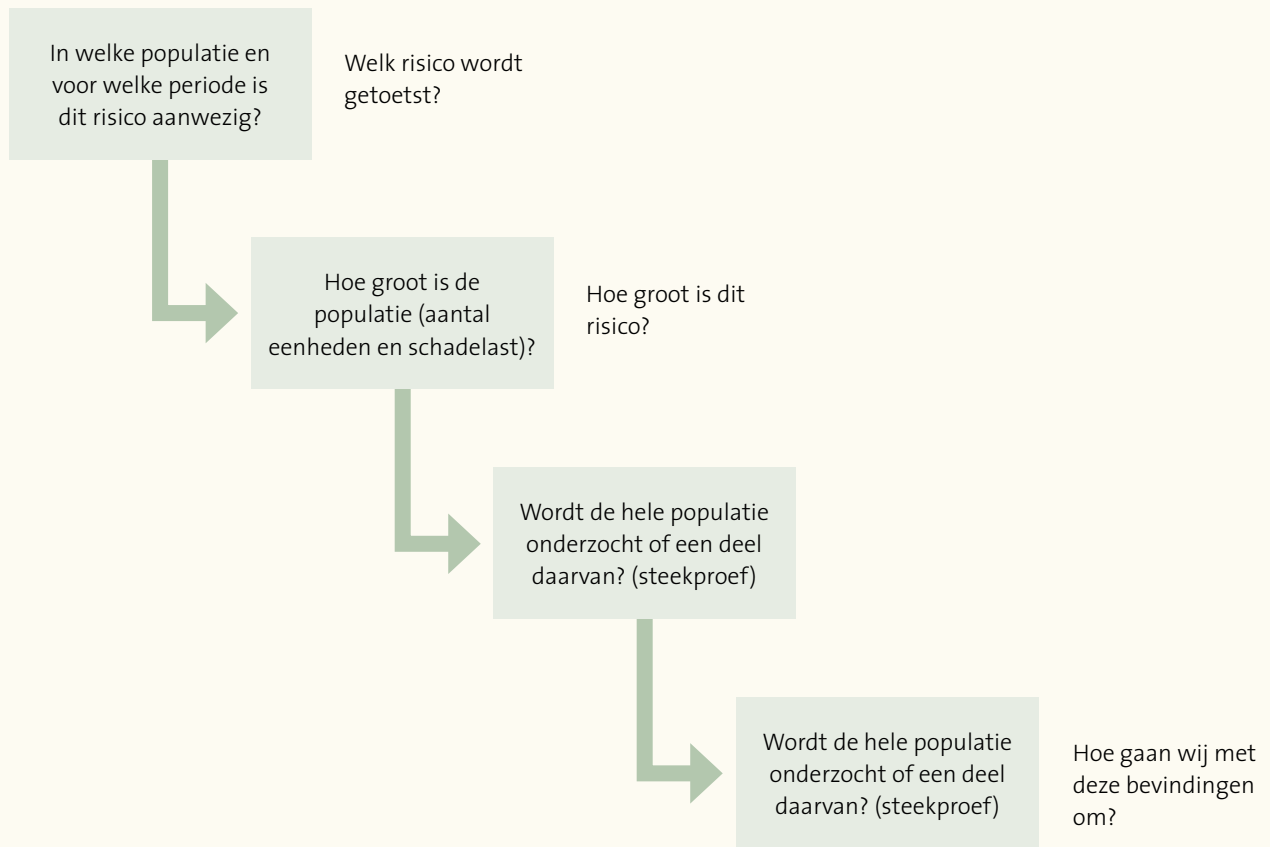 In welke populatie en
voor welke periode is
dit risico aanwezig?
Welk risico wordt
getoetst?
Hoe groot is de
populatie (aantal
eenheden en schadelast)?
Hoe groot is dit
risico?
Wordt de hele populatie
onderzocht of een deel
daarvan? (steekproef)
Wordt de hele populatie
onderzocht of een deel
daarvan? (steekproef)
Hoe gaan wij met
deze bevindingen
om?